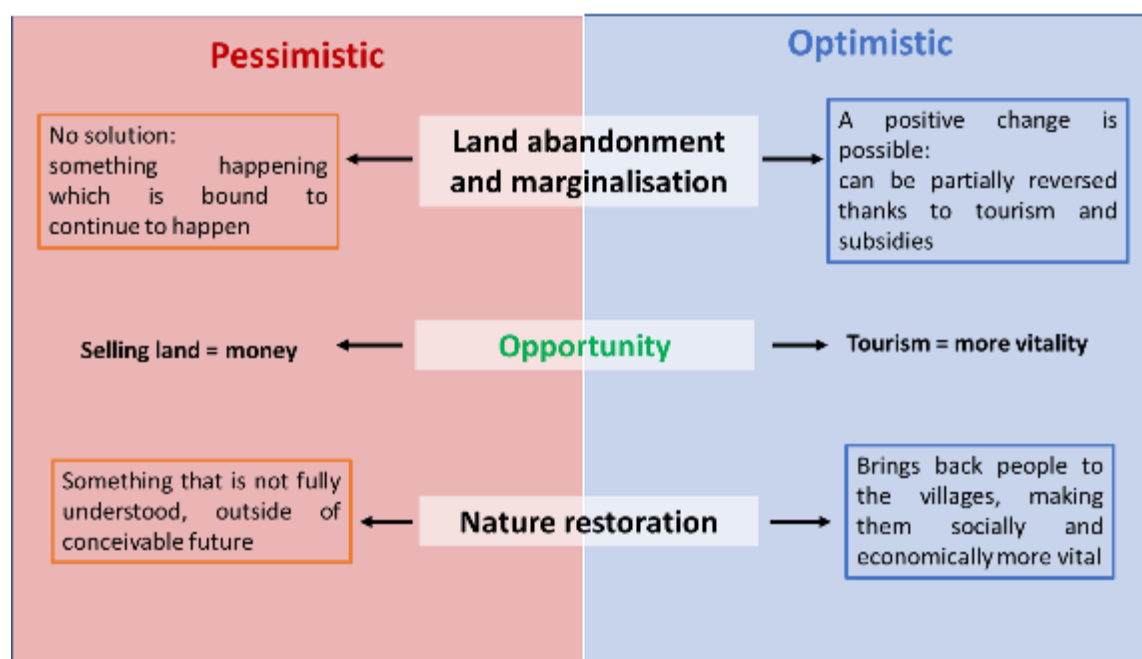 Pessimistic
Optimistic
No solution:
something happening
which is bound to
continue to happen
Land abandonment
and marginalisation
A positive change is
possible:
can be partially reversed
thanks to tourism and
subsidies
Selling land = money
Opportunity
Tourism = more vitality
Something that is not fully
understood, outside of
conceivable future
Nature restoration
Brings back people to
the villages, making
them socially and
economically more vital